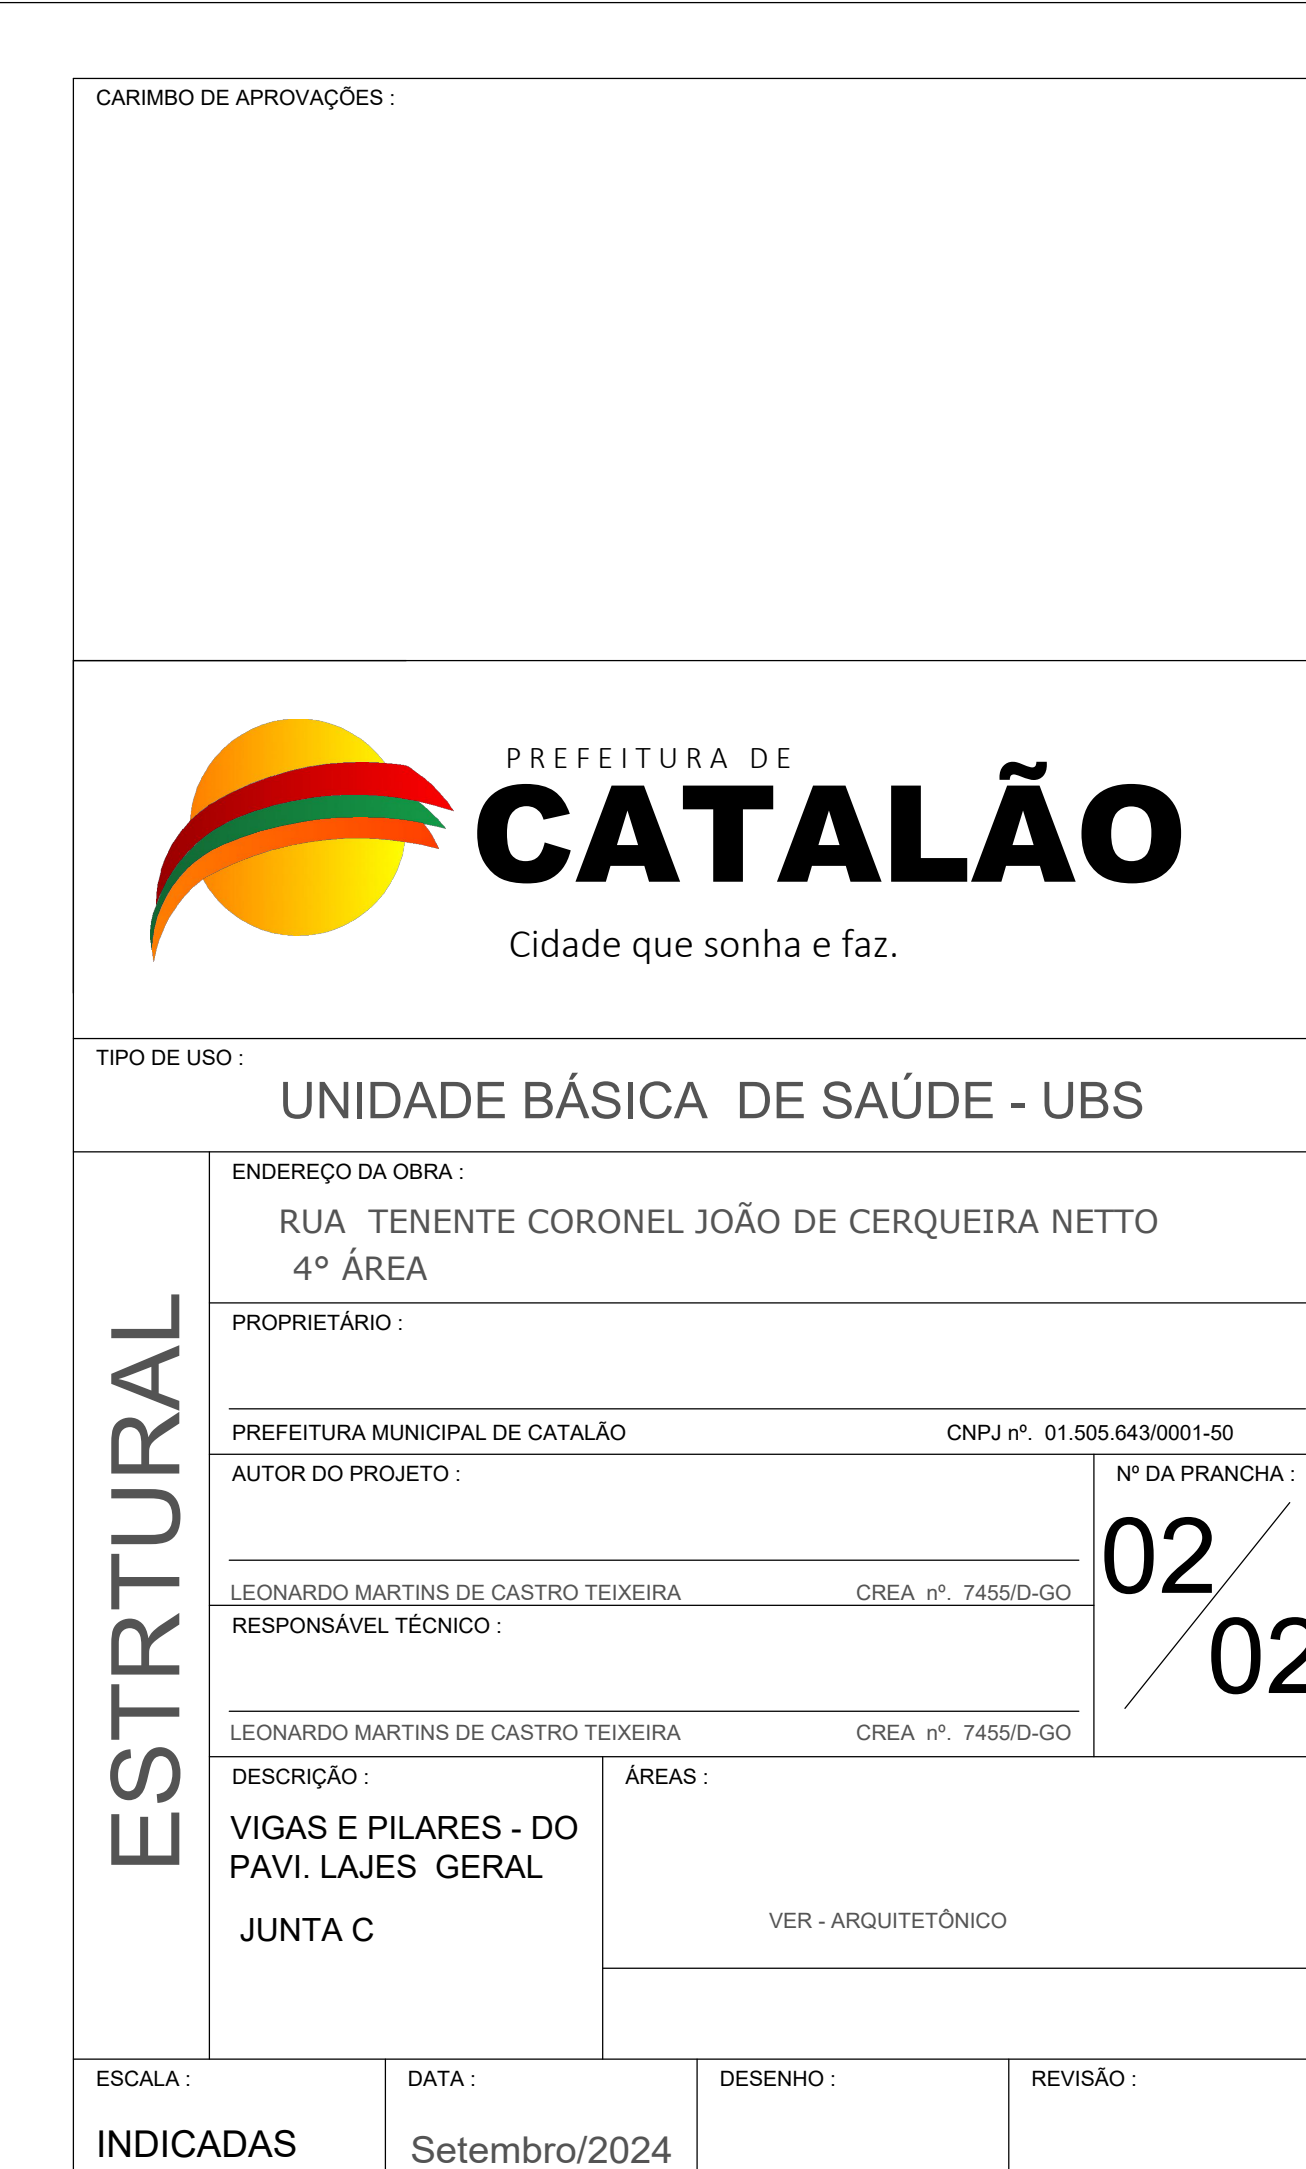 CARIMBO DE APROVAÇÕES :
PREFEITURA DE
CATALÃO
Cidade que sonha e faz.
TIPO DE USO :
UNIDADE BÁSICA DE SAÚDE - UBS
ESTRTURAL
ENDEREÇO DA OBRA :
RUA TENENTE CORONEL JOÃO DE CERQUEIRA NETTO
4° ÁREA
PROPRIETÁRIO :
PREFEITURA MUNICIPAL DE CATALÃO CNPJ nº. 01.505.643/0001-50
AUTOR DO PROJETO :
LEONARDO MARTINS DE CASTRO TEIXEIRA CREA nº. 7455/D-GO
RESPONSÁVEL TÉCNICO :
LEONARDO MARTINS DE CASTRO TEIXEIRA CREA nº. 7455/D-GO
Nº DA PRANCHA :
02
02
DESCRIÇÃO :
VIGAS E PILARES - DO
PAVI. LAJES GERAL
JUNTA C
ÁREAS :
VER - ARQUITETÔNICO
ESCALA :
INDICADAS
DATA :
Setembro/2024
DESENHO :
REVISÃO :